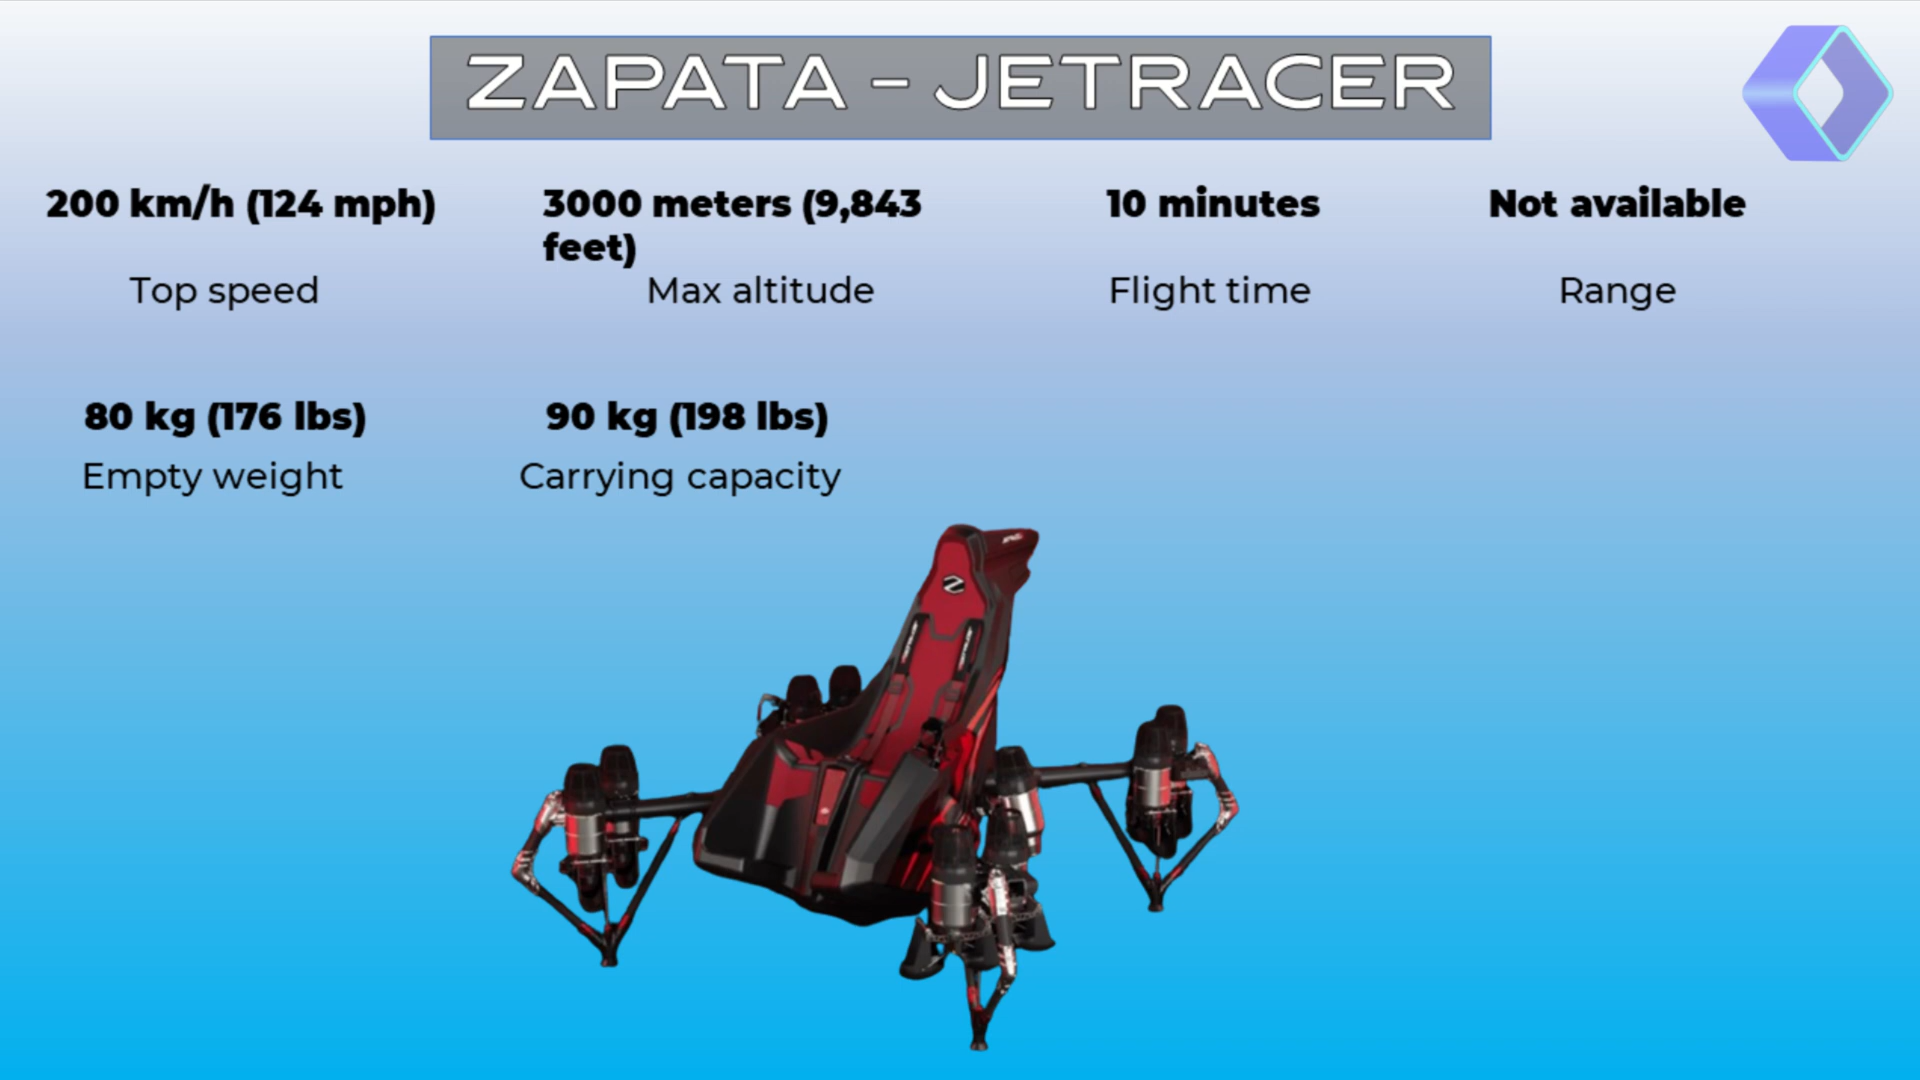 ZAPATA - JETRACER
200 km/h (124 mph)
3000 meters (9,843
feet)
10 minutes
Not available
Top speed
Max altitude
Flight time
Range
80 kg (176 lbs)
90 kg (198 lbs)
Empty weight
Carrying capacity